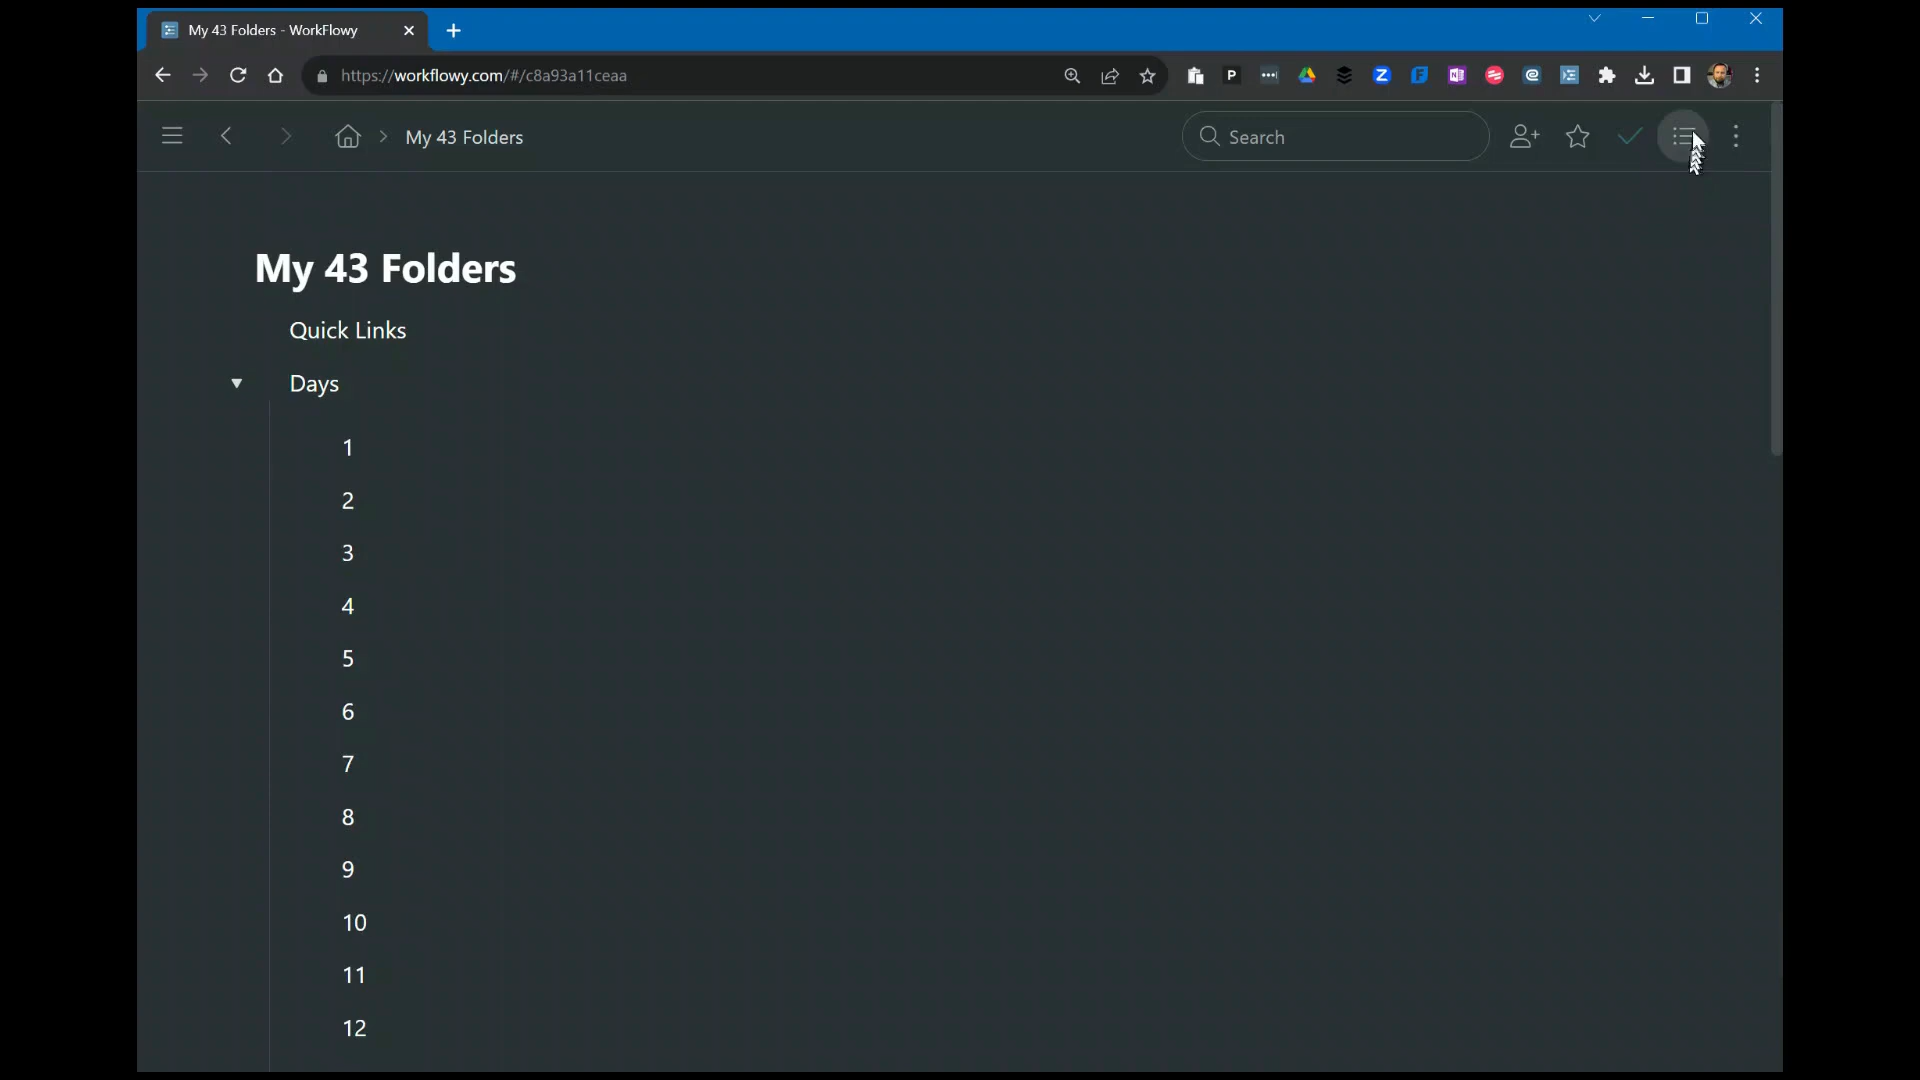 My 43 Folders - WorkFlowy
https://workflowy.com/#/c8a93a11ceaa
My 43 Folders
Search
My 43 Folders
Quick Links
Days
1
2
3
4
5
6
7
8
9
10
11
12